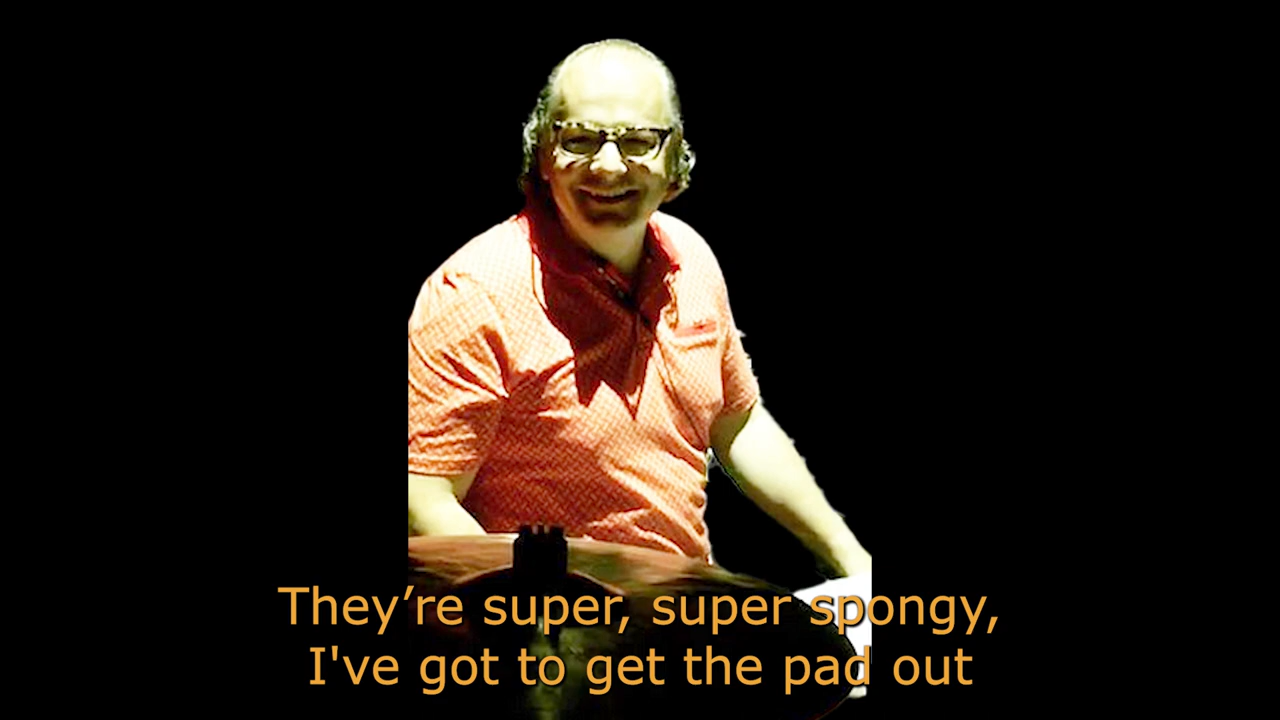 They’re super, super spongy,
I've got to get the pad out